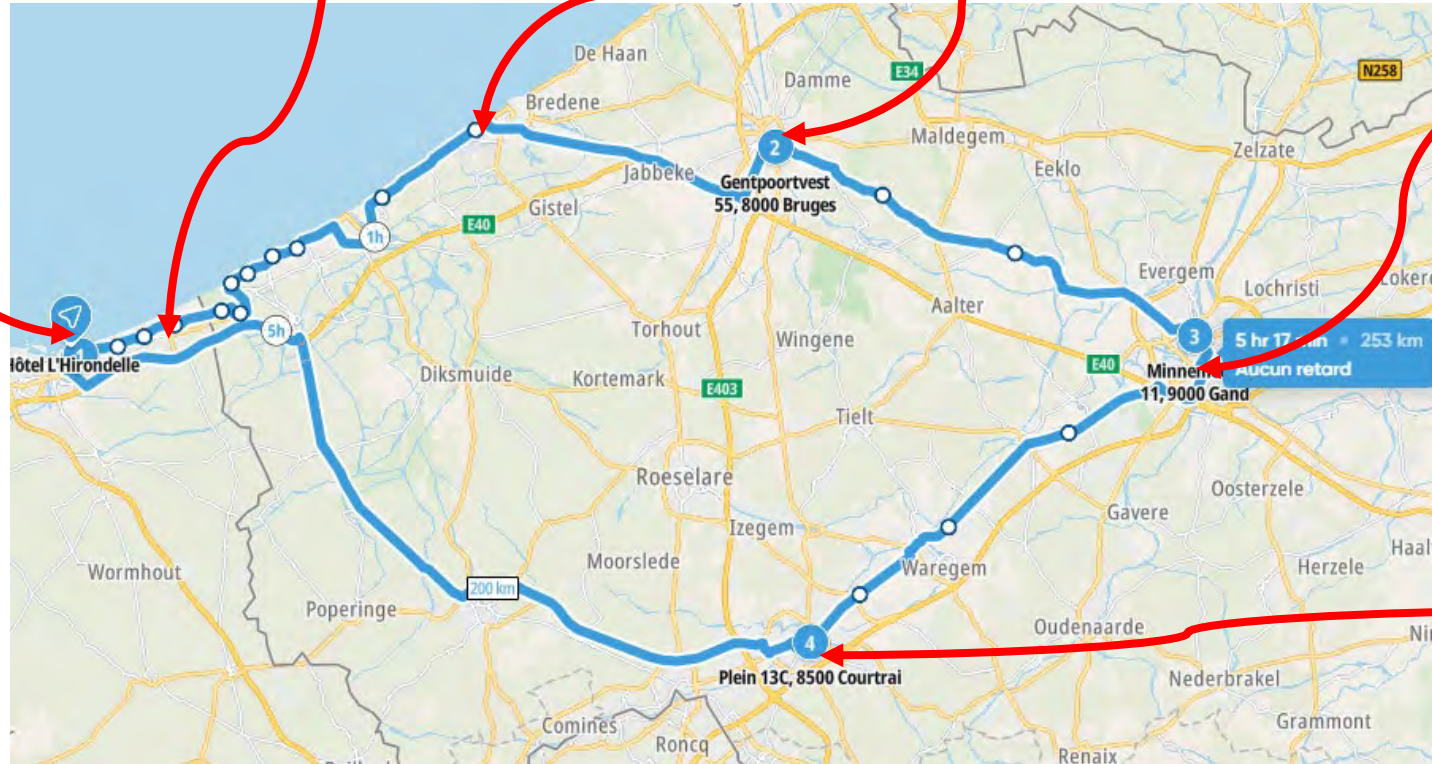 De Haan
Damme
E34
N258
Bredene
Maldegem
Zelzate
Eeklo
2
Jabbeke
Gentpoortvest
55, 8000 Bruges
Gistel
E40
1h
Evergem
Lochristi
Aalter
Torhout
Wingene
5h
3
5 hr 17 min • 253 km
Aucun retard
Hôtel L'Hirondelle
Diksmuide
Kortemark
E403
E40
11, 9000 Gand
Tielt
Roeselare
Oosterzele
Izegem
Gavere
Moorslede
Waregem
Herzele
Wormhout
200 km
Poperinge
4
Oudenaarde
Plein 13C, 8500 Courtrai
Nederbrakel
Comines
Roncq
Grammont
Renaix